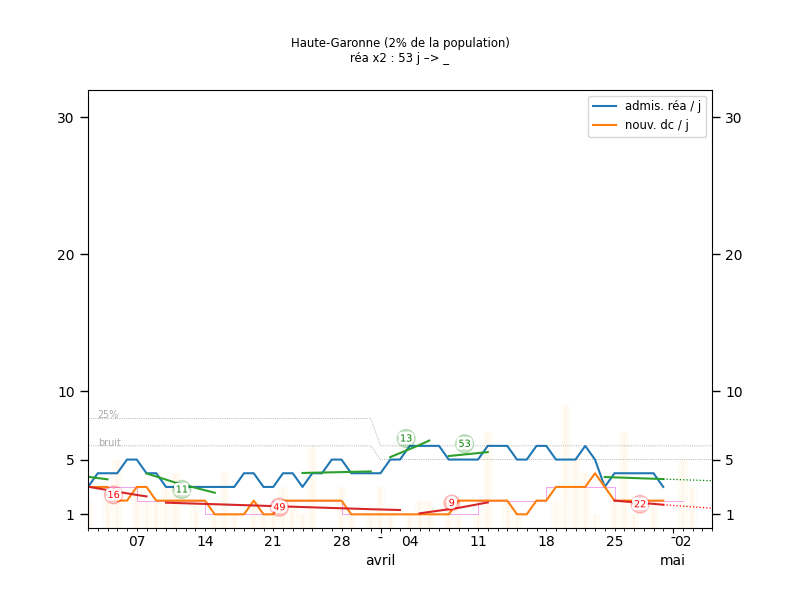 Haute-Garonne (2% de la population)
réa x2 : 53 j –> _
admis. réa / j
nouv. dc / j
30 30
20 20
10 10
5 5
1 1
25%
bruit
16
11
49
13
53
9
22
07 14 21 28 - 04 11 18 25 - 02
avril mai